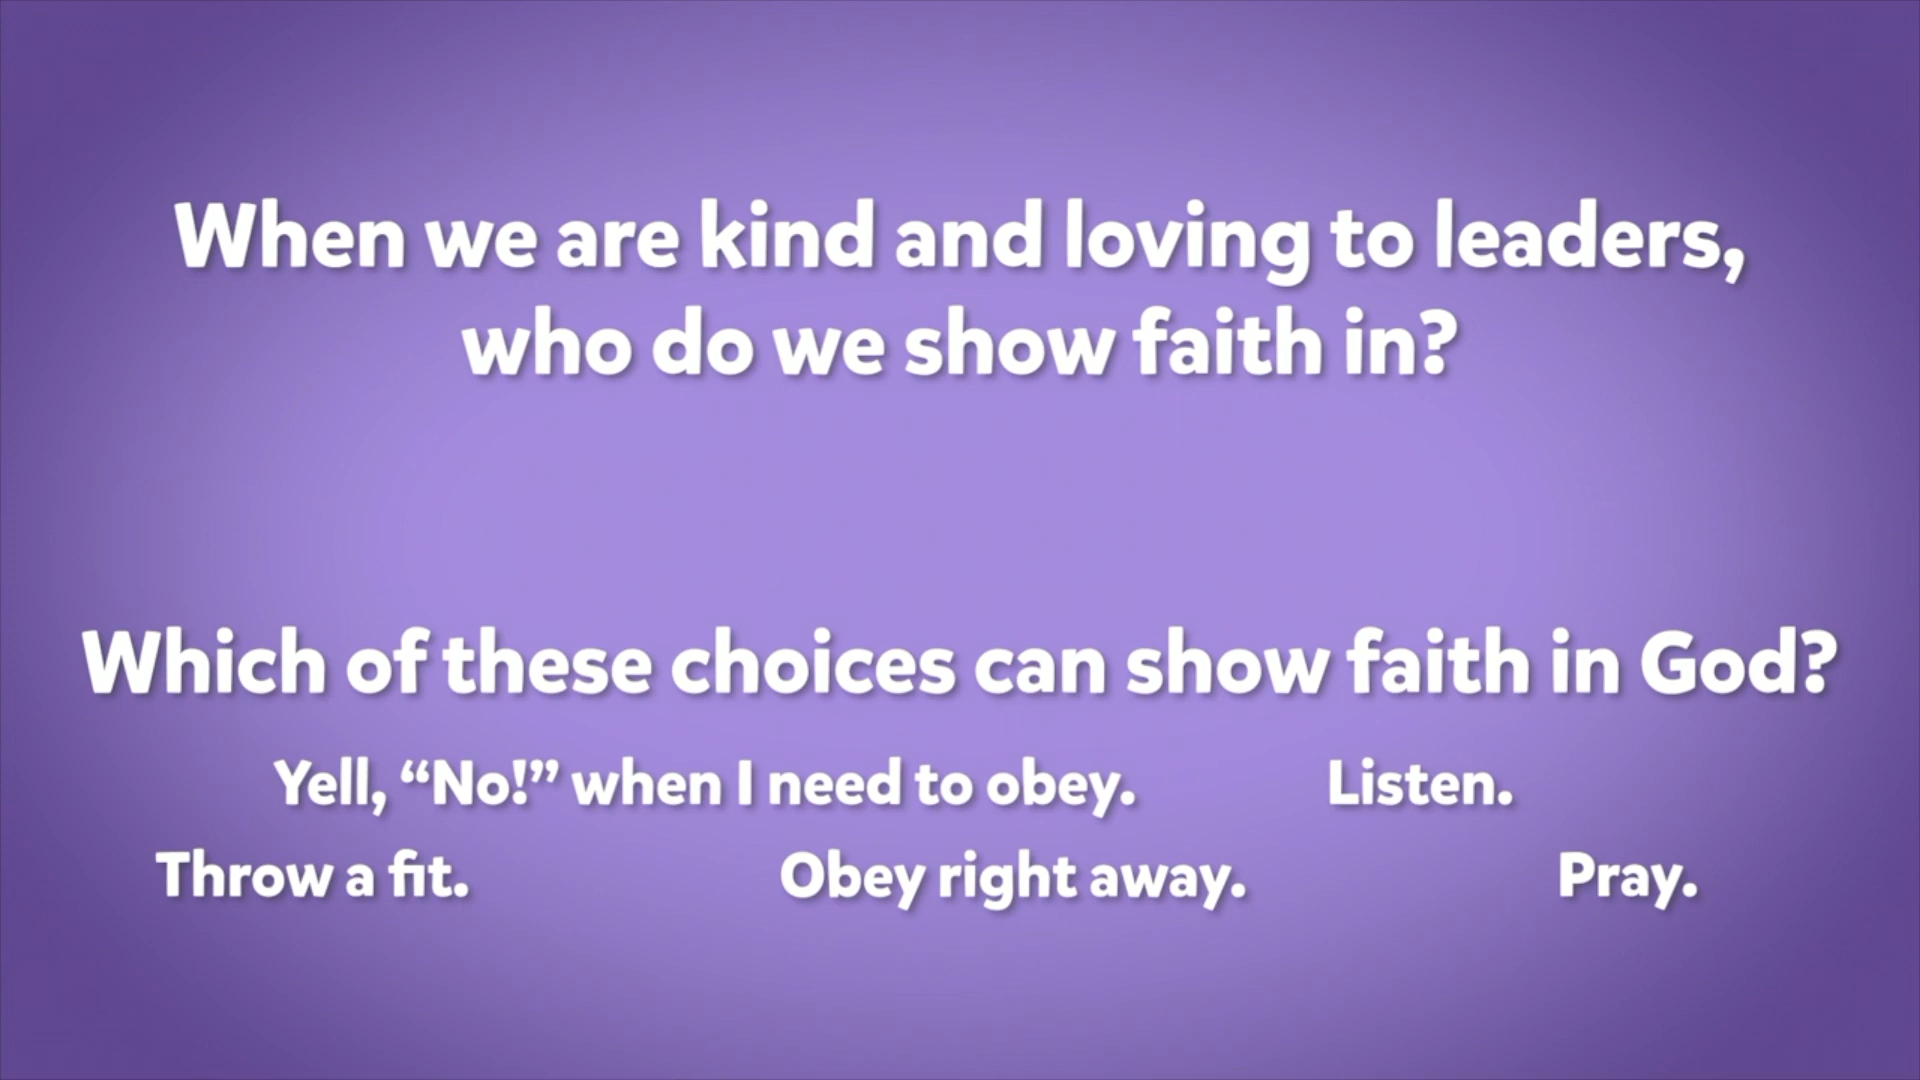 When we are kind and loving to leaders,
who do we show faith in?
Which of these choices can show faith in God?
Yell, “No!” when I need to obey. Listen.
Throw a fit. Obey right away. Pray.